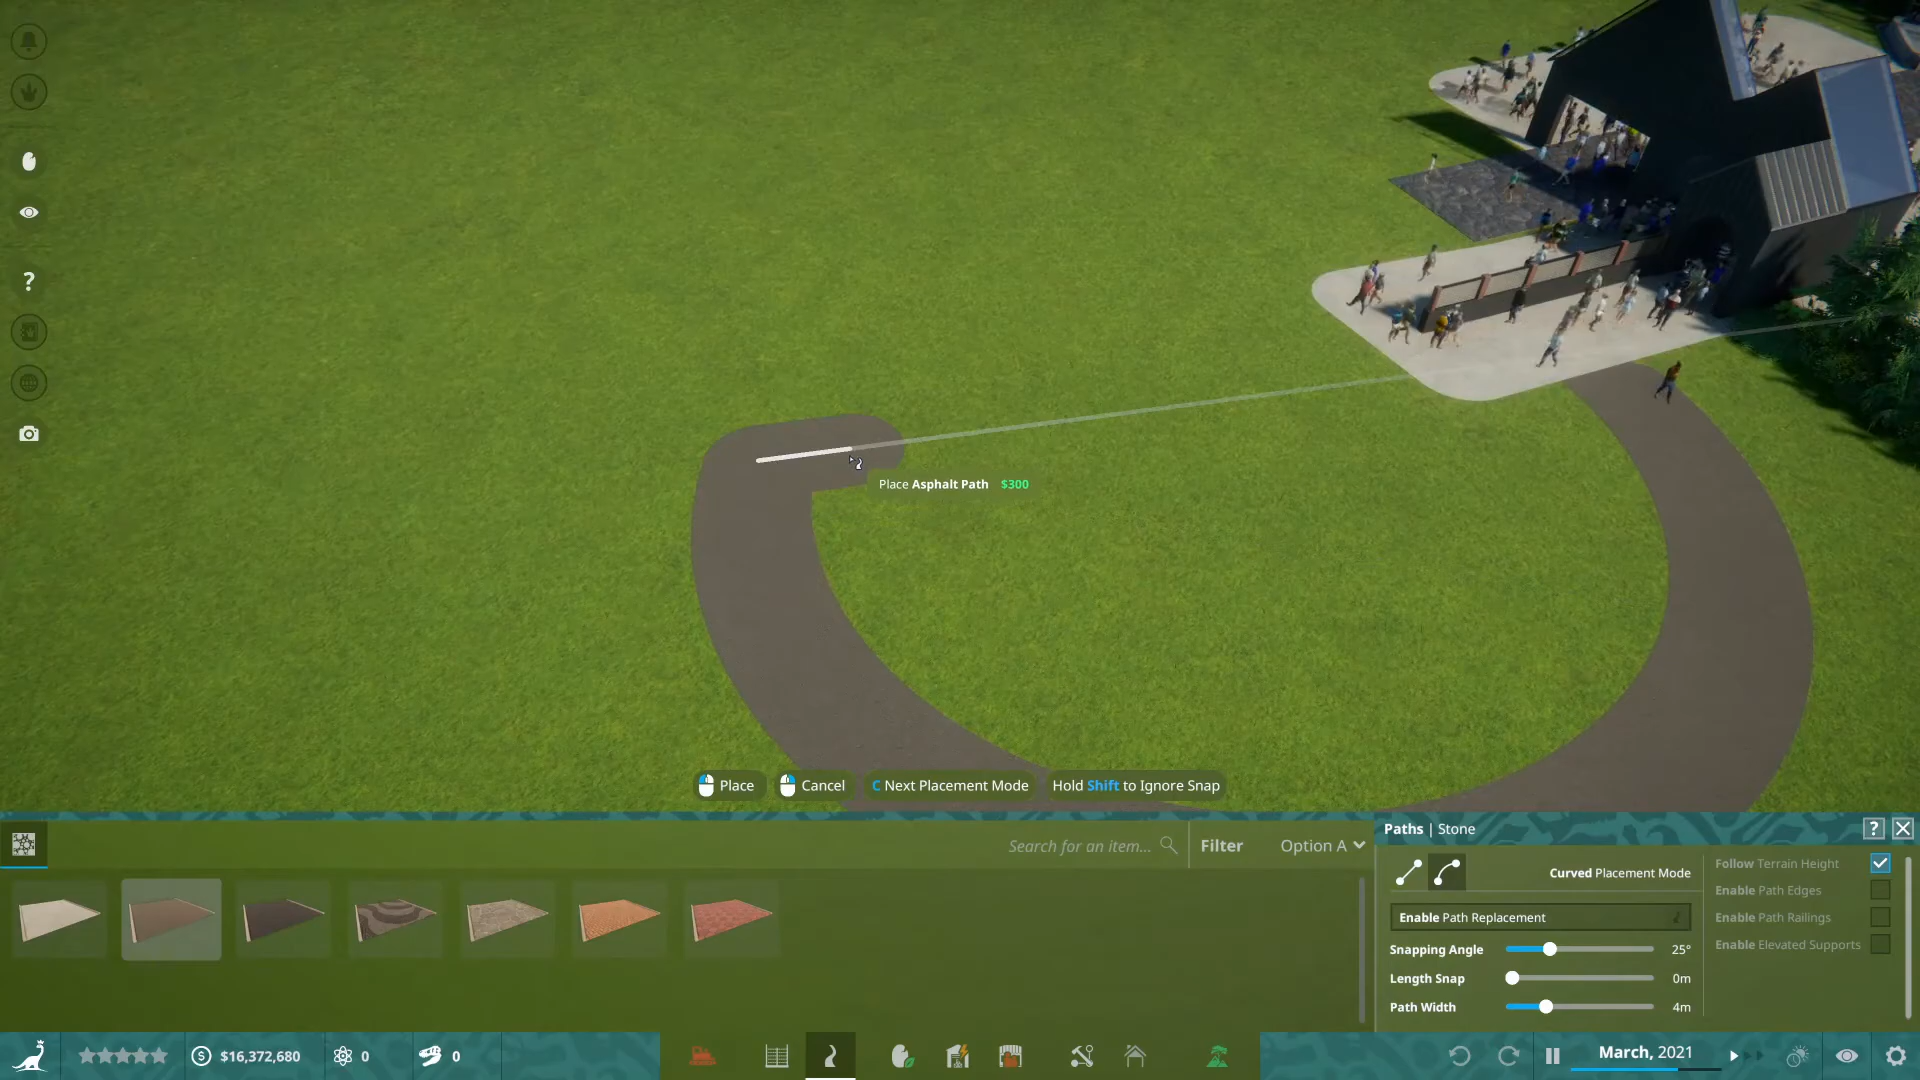 ?
Place Asphalt Path $300
Place
Cancel
C Next Placement Mode
Hold Shift to Ignore Snap
Search for an item...
Filter
Option A
Paths | Stone
?
Curved Placement Mode
Enable Path Replacement
Snapping Angle 25°
Length Snap 0m
Path Width 4m
Follow Terrain Height
Enable Path Edges
Enable Path Railings
Enable Elevated Supports
$16,372,680
0
0
March, 2021